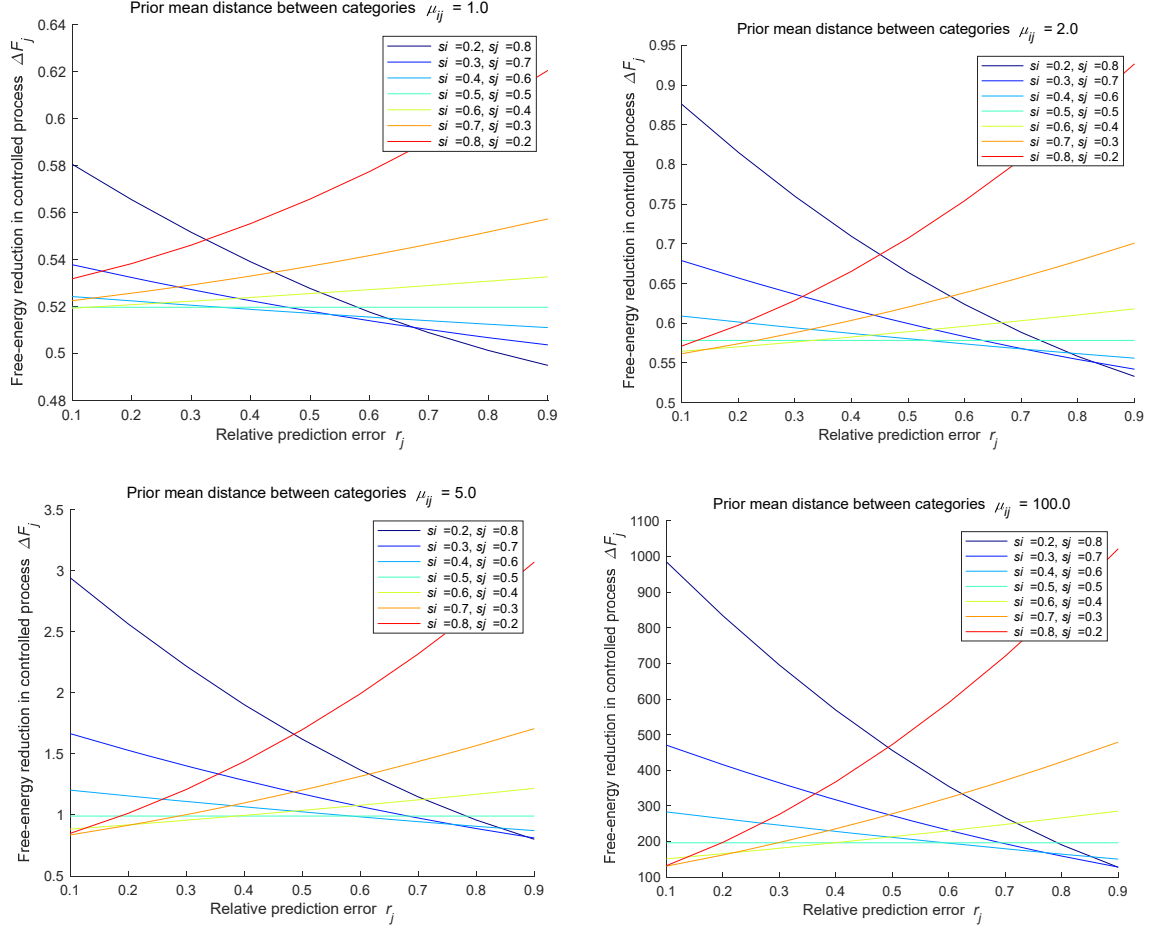 Prior mean distance between categories μij = 1.0
Free-energy reduction in controlled process ΔFj
0.64
0.62
0.6
0.58
0.56
0.54
0.52
0.5
0.48
si =0.2, sj =0.8
si =0.3, sj =0.7
si =0.4, sj =0.6
si =0.5, sj =0.5
si =0.6, sj =0.4
si =0.7, sj =0.3
si =0.8, sj =0.2
0.1 0.2 0.3 0.4 0.5 0.6 0.7 0.8 0.9
Relative prediction error rj
Prior mean distance between categories μij = 2.0
Free-energy reduction in controlled process ΔFj
0.95
0.9
0.85
0.8
0.75
0.7
0.65
0.6
0.55
0.5
si =0.2, sj =0.8
si =0.3, sj =0.7
si =0.4, sj =0.6
si =0.5, sj =0.5
si =0.6, sj =0.4
si =0.7, sj =0.3
si =0.8, sj =0.2
0.1 0.2 0.3 0.4 0.5 0.6 0.7 0.8 0.9
Relative prediction error rj
Prior mean distance between categories μij = 5.0
Free-energy reduction in controlled process ΔFj
3.5
3
2.5
2
1.5
1
0.5
si =0.2, sj =0.8
si =0.3, sj =0.7
si =0.4, sj =0.6
si =0.5, sj =0.5
si =0.6, sj =0.4
si =0.7, sj =0.3
si =0.8, sj =0.2
0.1 0.2 0.3 0.4 0.5 0.6 0.7 0.8 0.9
Relative prediction error rj
Prior mean distance between categories μij = 100.0
Free-energy reduction in controlled process ΔFj
1100
1000
900
800
700
600
500
400
300
200
100
si =0.2, sj =0.8
si =0.3, sj =0.7
si =0.4, sj =0.6
si =0.5, sj =0.5
si =0.6, sj =0.4
si =0.7, sj =0.3
si =0.8, sj =0.2
0.1 0.2 0.3 0.4 0.5 0.6 0.7 0.8 0.9
Relative prediction error rj